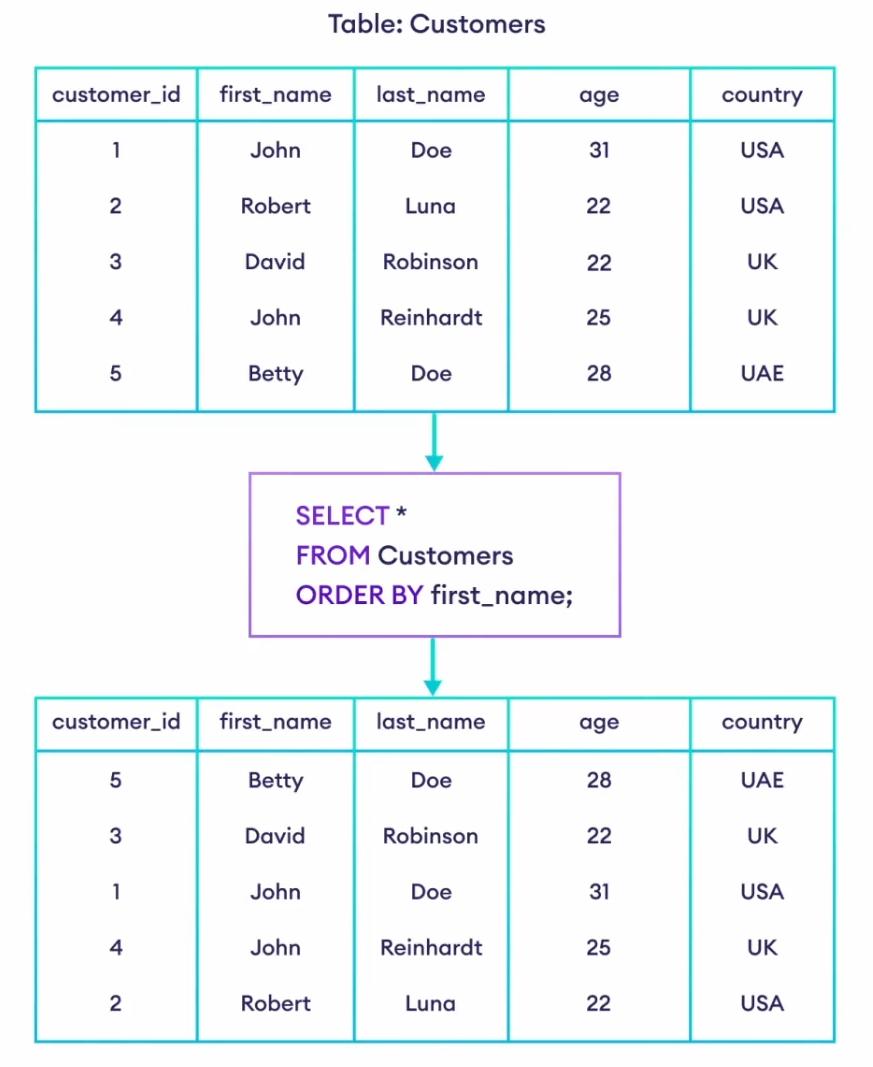 Table: Customers
customer_id first_name last_name age country
1 John Doe 31 USA
2 Robert Luna 22 USA
3 David Robinson 22 UK
4 John Reinhardt 25 UK
5 Betty Doe 28 UAE
SELECT *
FROM Customers
ORDER BY first_name;
customer_id first_name last_name age country
5 Betty Doe 28 UAE
3 David Robinson 22 UK
1 John Doe 31 USA
4 John Reinhardt 25 UK
2 Robert Luna 22 USA